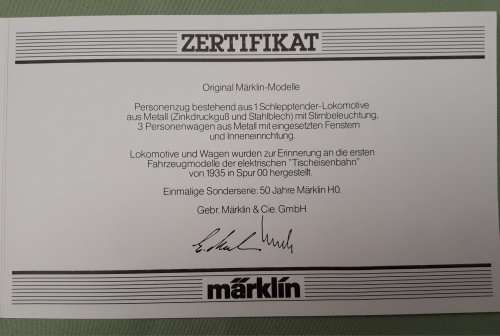 ZERTIFIKAT
Original Märklin-Modelle
Personenzug bestehend aus 1 Schlepptender-Lokomotive
aus Metall (Zinkdruckguß und Stahlblech) mit Stirnbeleuchtung,
3 Personenwagen aus Metall mit eingesetzten Fenstern
und Inneneinrichtung.
Lokomotive und Wagen wurden zur Erinnerung an die ersten
Fahrzeugmodelle der elektrischen "Tischeisenbahn"
von 1935 in Spur 00 hergestellt.
Einmalige Sonderserie: 50 Jahre Märklin H0.
Gebr. Märklin & Cie. GmbH
märklin